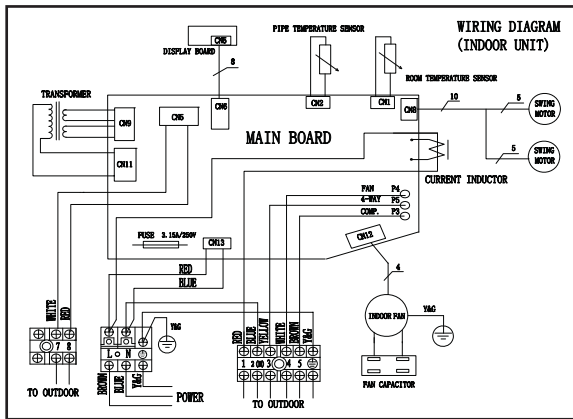 WIRING DIAGRAM
(INDOOR UNIT)
CN5
DISPLAY BOARD
8
PIPE TEMPERATURE SENSOR
ROOM TEMPERATURE SENSOR
TRANSFORMER
CN9
CN11
CN5
CN6
CN2
CN1
CN8
10
5
SWING
MOTOR
5
SWING
MOTOR
MAIN BOARD
CURRENT INDUCTOR
FAN P4
4-WAY P5
COMP. P3
FUSE 3.15A/250V
CN13
CN12
RED
BLUE
4
WHITE
RED
7 8
TO OUTDOOR
L N
Y&G
BROWN
BLUE
Y&G
POWER
RED
BLUE
YELLOW
WHITE
BROWN
Y&G
1 2(N) 3 4 5
TO OUTDOOR
INDOOR FAN
Y&G
FAN CAPACITOR